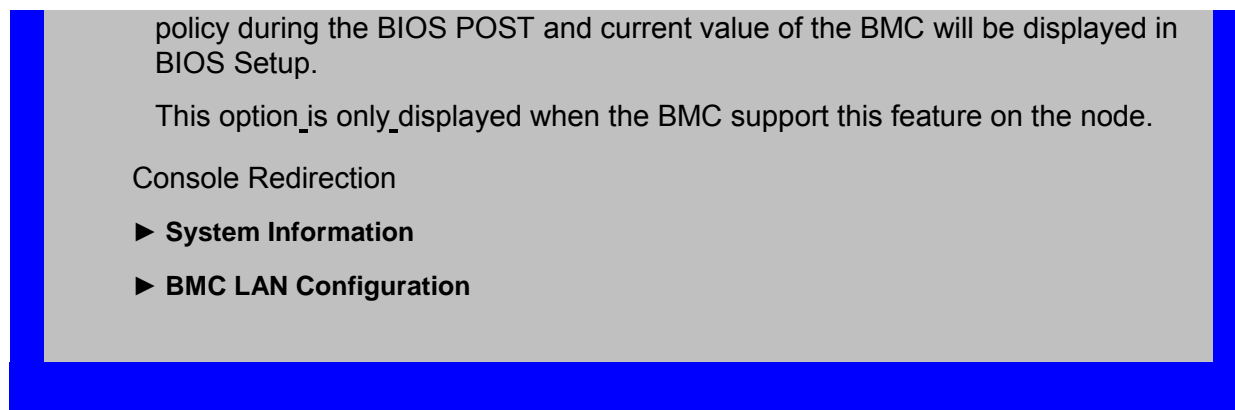 policy during the BIOS POST and current value of the BMC will be displayed in
BIOS Setup.
This option is only displayed when the BMC support this feature on the node.
Console Redirection
► System Information
► BMC LAN Configuration